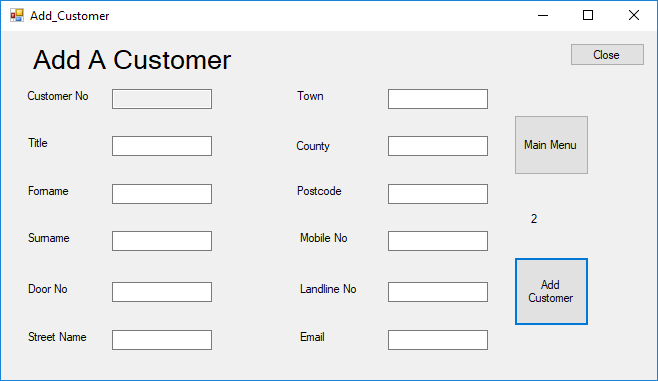 Add_Customer
Add A Customer
Close
Customer No
Town
Title
County
Main Menu
Forname
Postcode
2
Surname
Mobile No
Door No
Landline No
Add
Customer
Street Name
Email